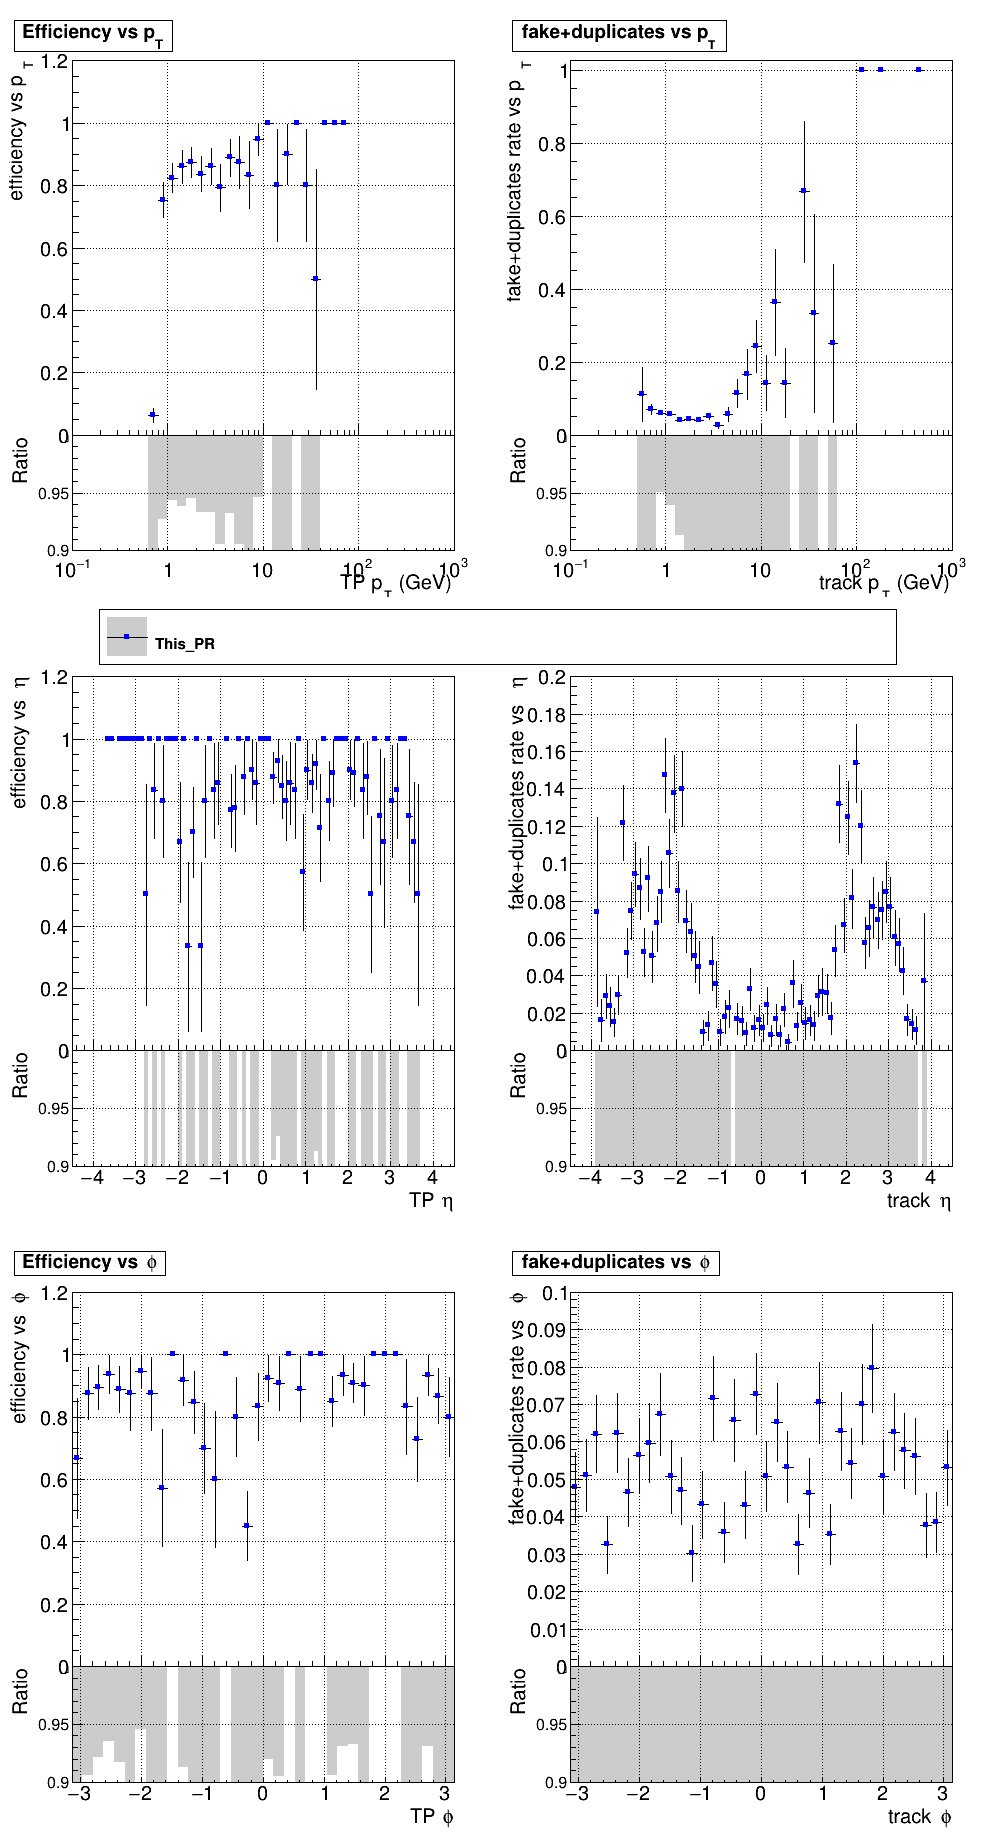 Efficiency vs p_T
fake+duplicates vs p_T
efficiency vs p_T
1.2
1
0.8
0.6
0.4
0.2
0
Ratio
0.95
0.9
10^-1 1 10 10^2 10^3
TP p_T (GeV)
fake+duplicates rate vs p_T
1
0.8
0.6
0.4
0.2
0
Ratio
0.95
0.9
10^-1 1 10 10^2 10^3
track p_T (GeV)
This_PR
efficiency vs η
1.2
1
0.8
0.6
0.4
0.2
0
Ratio
0.95
0.9
−4 −3 −2 −1 0 1 2 3 4
TP η
fake+duplicates rate vs η
0.2
0.18
0.16
0.14
0.12
0.1
0.08
0.06
0.04
0.02
0
Ratio
0.95
0.9
−4 −3 −2 −1 0 1 2 3 4
track η
Efficiency vs ϕ
fake+duplicates vs ϕ
efficiency vs ϕ
1.2
1
0.8
0.6
0.4
0.2
0
Ratio
0.95
0.9
−3 −2 −1 0 1 2 3
TP ϕ
fake+duplicates rate vs ϕ
0.1
0.09
0.08
0.07
0.06
0.05
0.04
0.03
0.02
0.01
0
Ratio
0.95
0.9
−3 −2 −1 0 1 2 3
track ϕ